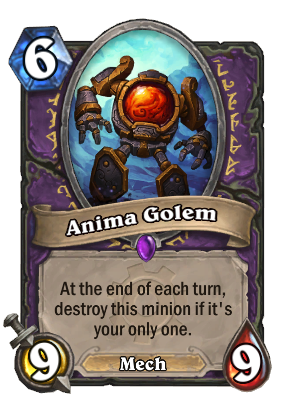 6
Anima Golem
At the end of each turn,
destroy this minion if it's
your only one.
9
Mech
9